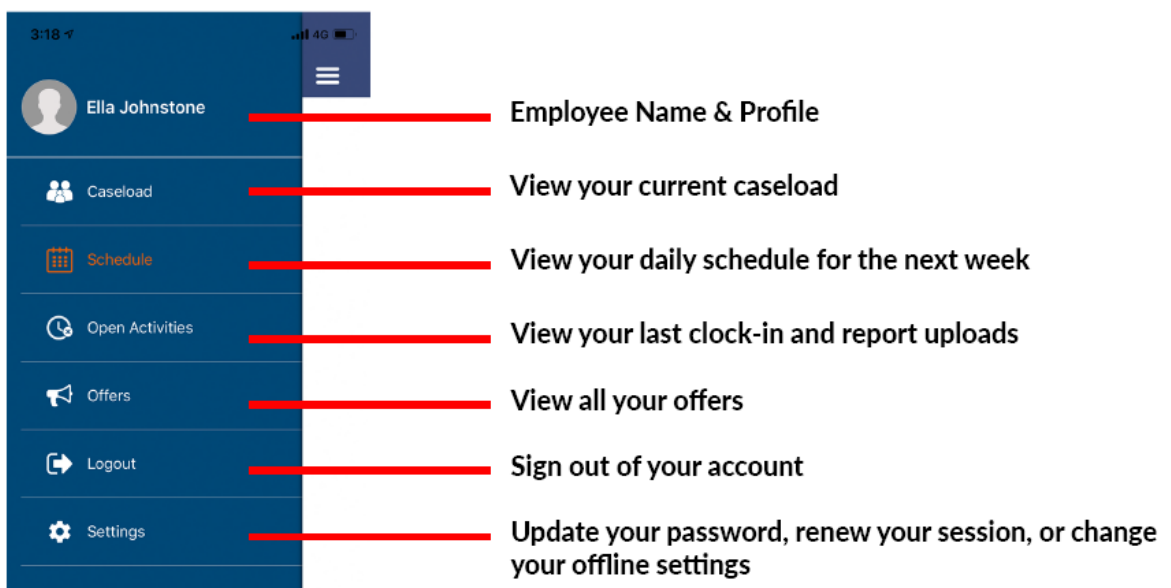 3:18 4G
Ella Johnstone
Employee Name & Profile
Caseload
View your current caseload
Schedule
View your daily schedule for the next week
Open Activities
View your last clock-in and report uploads
Offers
View all your offers
Logout
Sign out of your account
Settings
Update your password, renew your session, or change
your offline settings